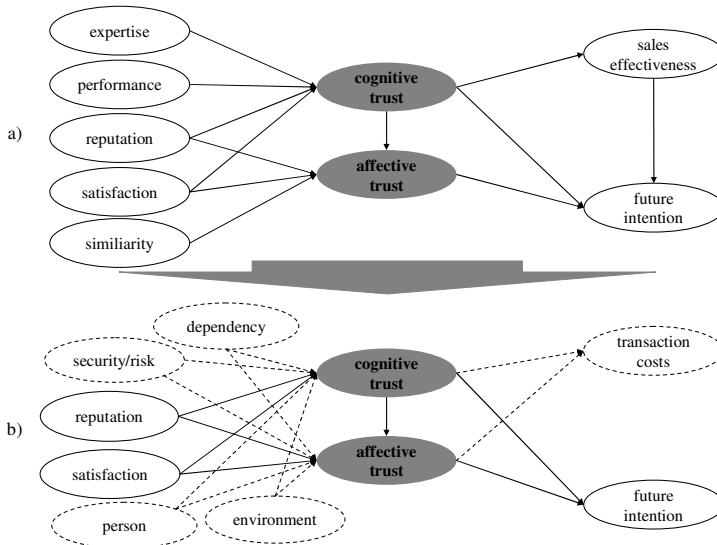 a)
expertise
performance
reputation
satisfaction
similiarity
cognitive
trust
affective
trust
sales
effectiveness
future
intention
b)
dependency
security/risk
reputation
satisfaction
person
environment
cognitive
trust
affective
trust
transaction
costs
future
intention